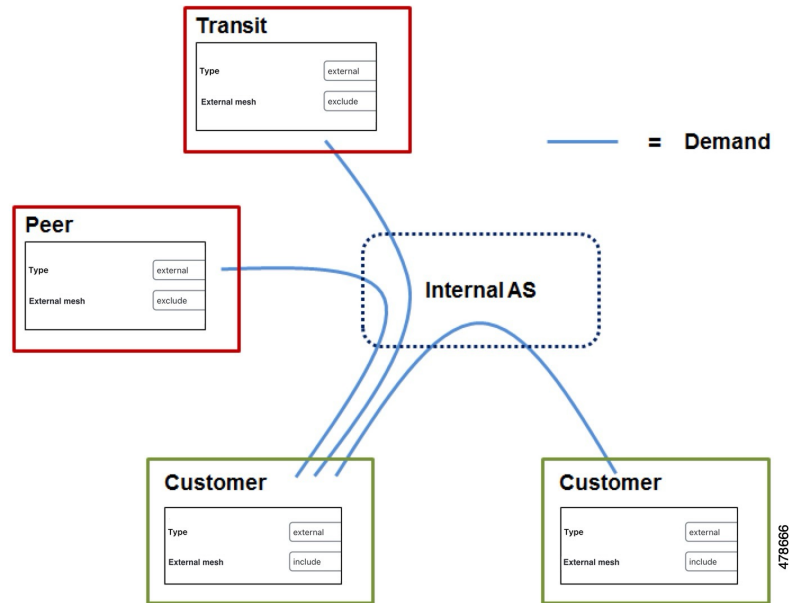 Transit
Type external
External mesh exclude
= Demand
Peer
Type external
External mesh exclude
Internal AS
Customer
Type external
External mesh include
Customer
Type external
External mesh include
478666